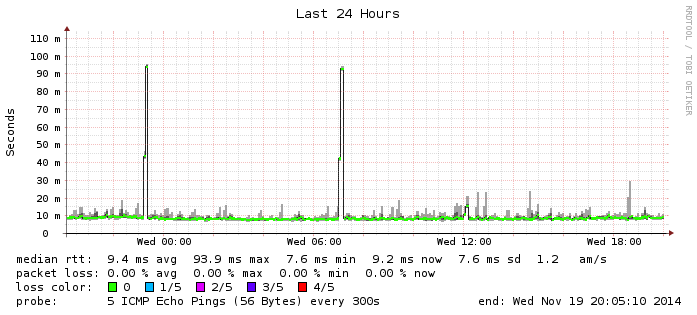 Last 24 Hours
RRDTOOL / TOBI OETIKER
Seconds
110 m
100 m
90 m
80 m
70 m
60 m
50 m
40 m
30 m
20 m
10 m
0
Wed 00:00 Wed 06:00 Wed 12:00 Wed 18:00
median rtt: 9.4 ms avg 93.9 ms max 7.6 ms min 9.2 ms now 7.6 ms sd 1.2 am/s
packet loss: 0.00 % avg 0.00 % max 0.00 % min 0.00 % now
loss color: 0 1/5 2/5 3/5 4/5
probe: 5 ICMP Echo Pings (56 Bytes) every 300s end: Wed Nov 19 20:05:10 2014